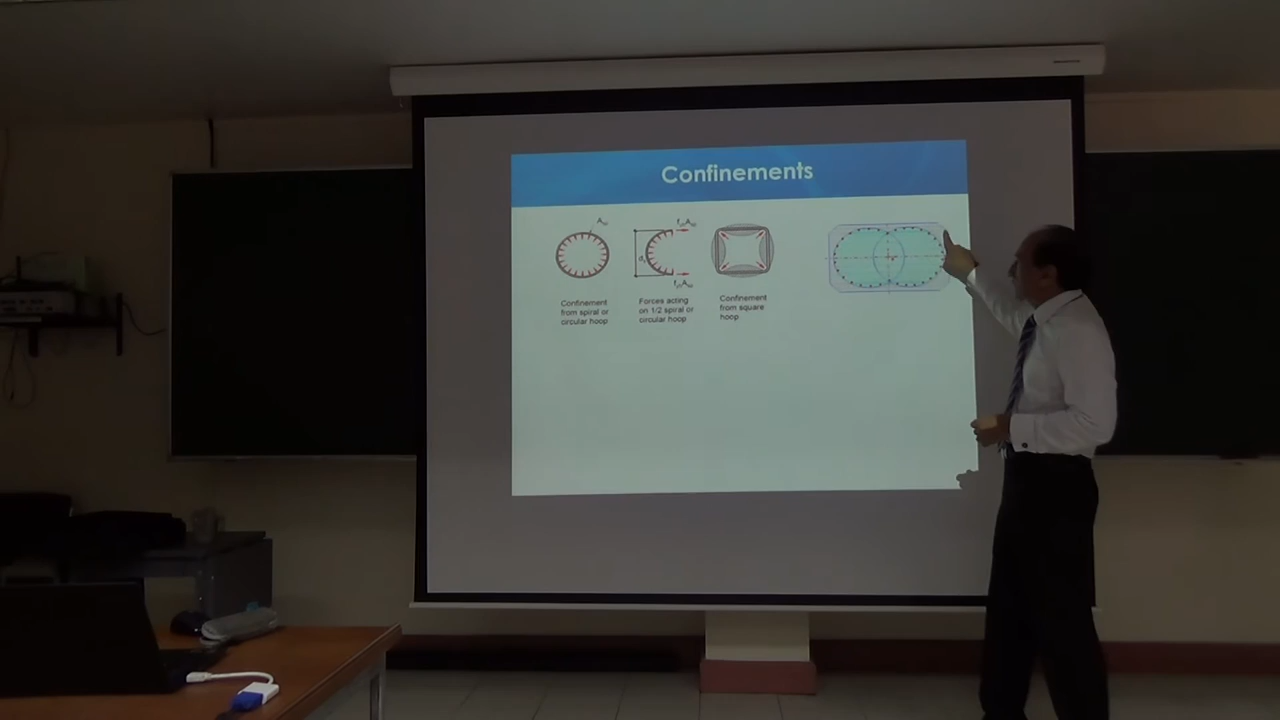 Confinements
Confinement
from spiral or
circular hoop
Forces acting
on 1/2 spiral or
circular hoop
Confinement
from square
hoop